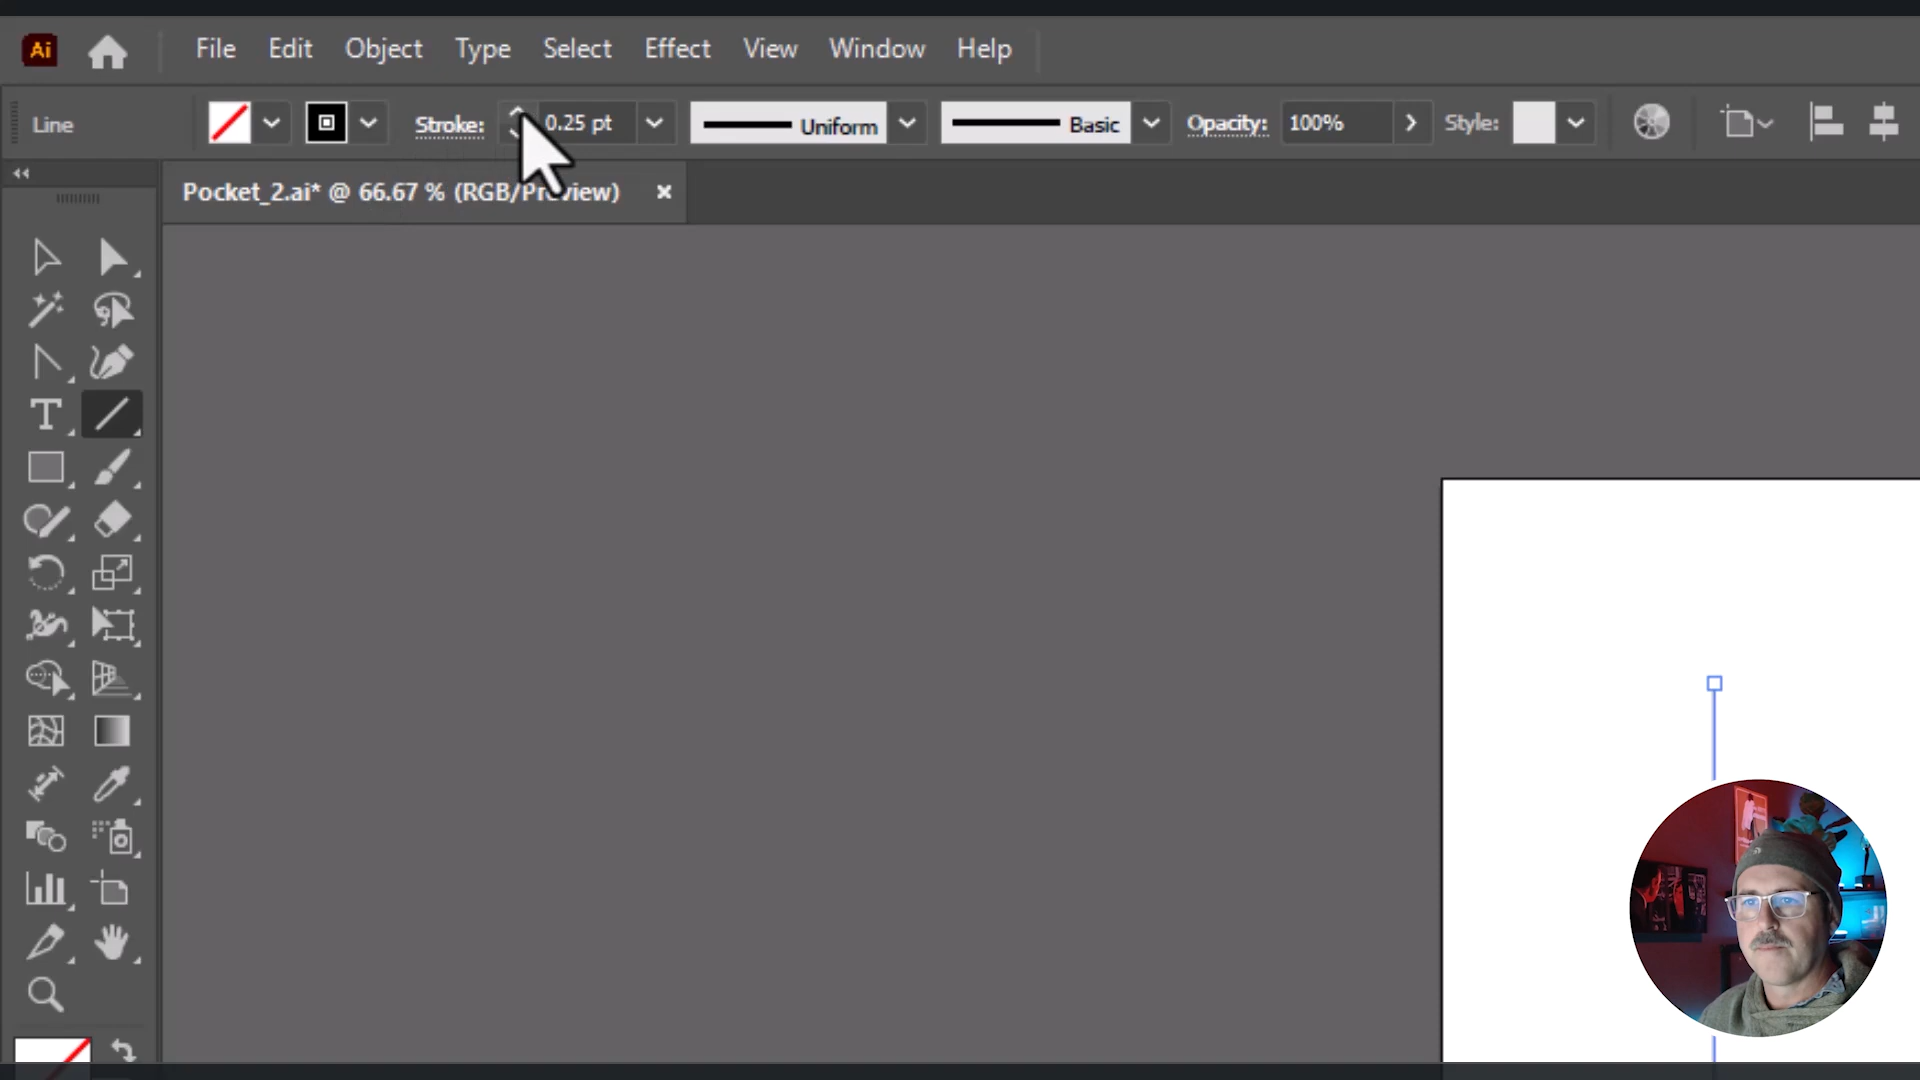 Ai File Edit Object Type Select Effect View Window Help
Line Stroke: 0.25 pt Uniform Basic Opacity: 100% Style:
Pocket_2.ai* @ 66.67 % (RGB/Preview) ×